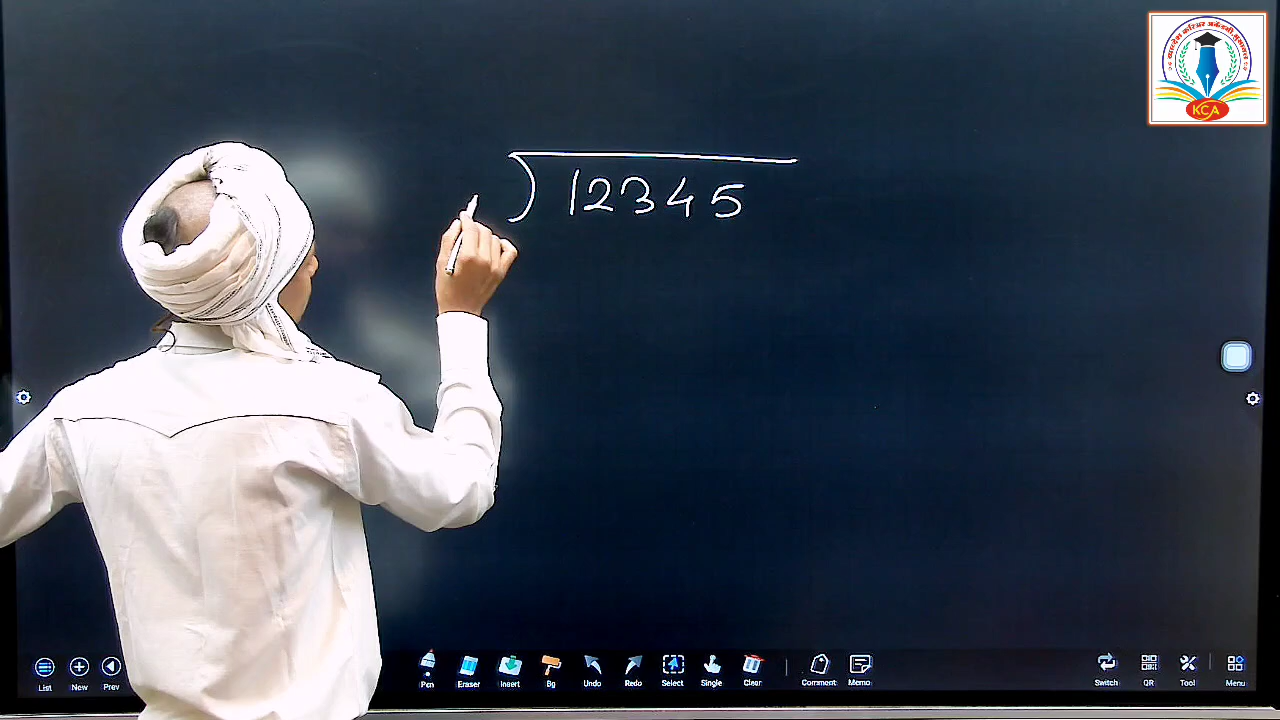 12345
KCA
List
New
Prev
Pen
Eraser
Insert
Bg
Undo
Redo
Select
Single
Clear
Comment
Memo
Switch
QR
Tool
Menu